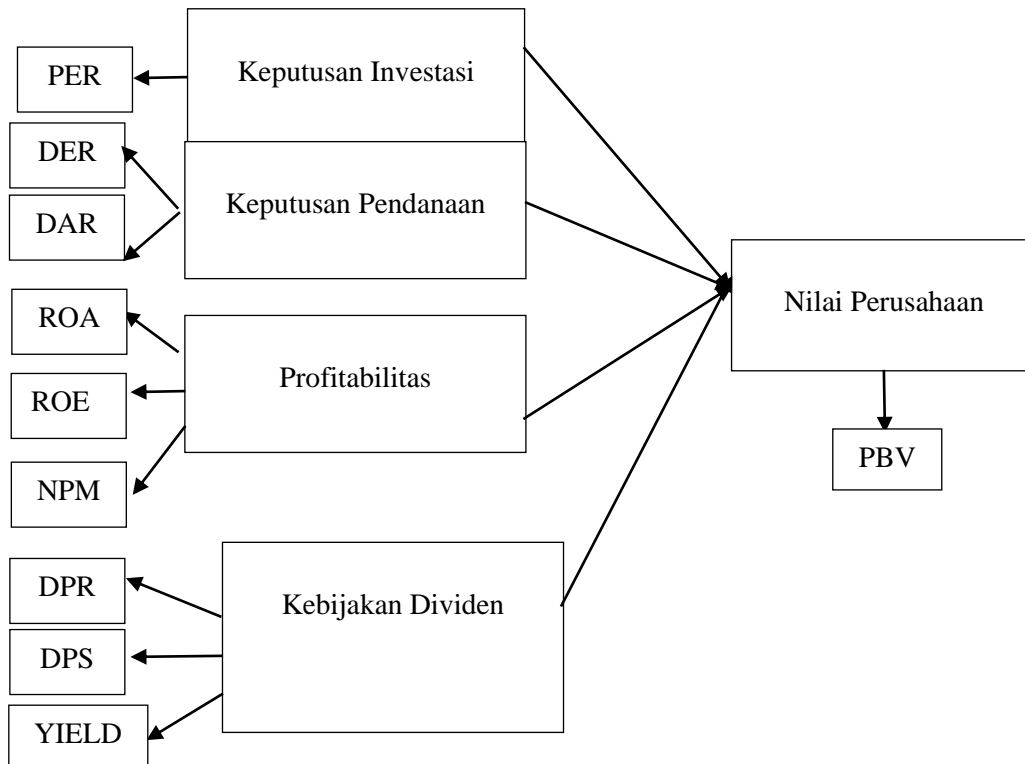 PER
Keputusan Investasi
DER
DAR
Keputusan Pendanaan
ROA
ROE
NPM
Profitabilitas
DPR
DPS
YIELD
Kebijakan Dividen
Nilai Perusahaan
PBV